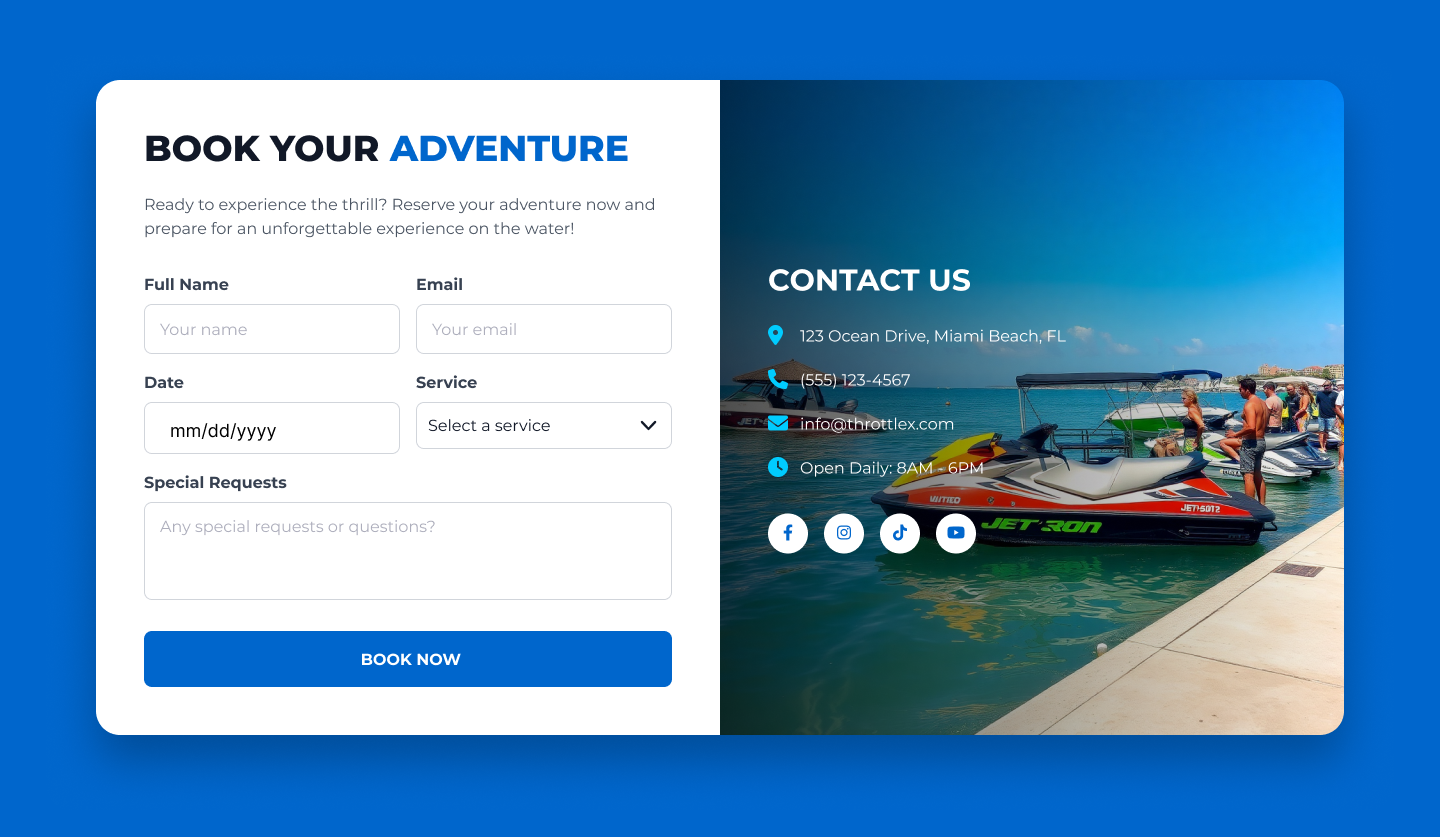 BOOK YOUR ADVENTURE
Ready to experience the thrill? Reserve your adventure now and
prepare for an unforgettable experience on the water!
Full Name
Email
Your name
Your email
Date
Service
mm/dd/yyyy
Select a service
Special Requests
Any special requests or questions?
BOOK NOW
CONTACT US
123 Ocean Drive, Miami Beach, FL
(555) 123-4567
info@throttlex.com
Open Daily: 8AM - 6PM